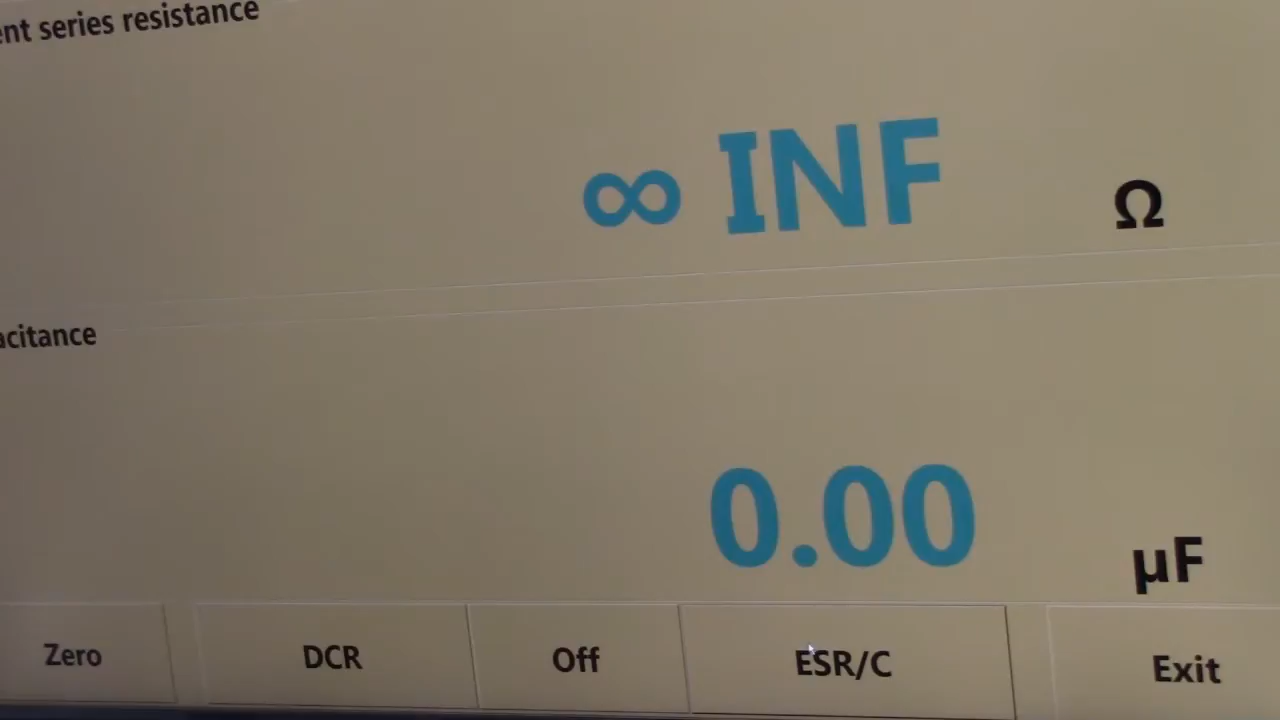 ent series resistance
∞ INF Ω
acitance
0.00 µF
Zero DCR Off ESR/C Exit